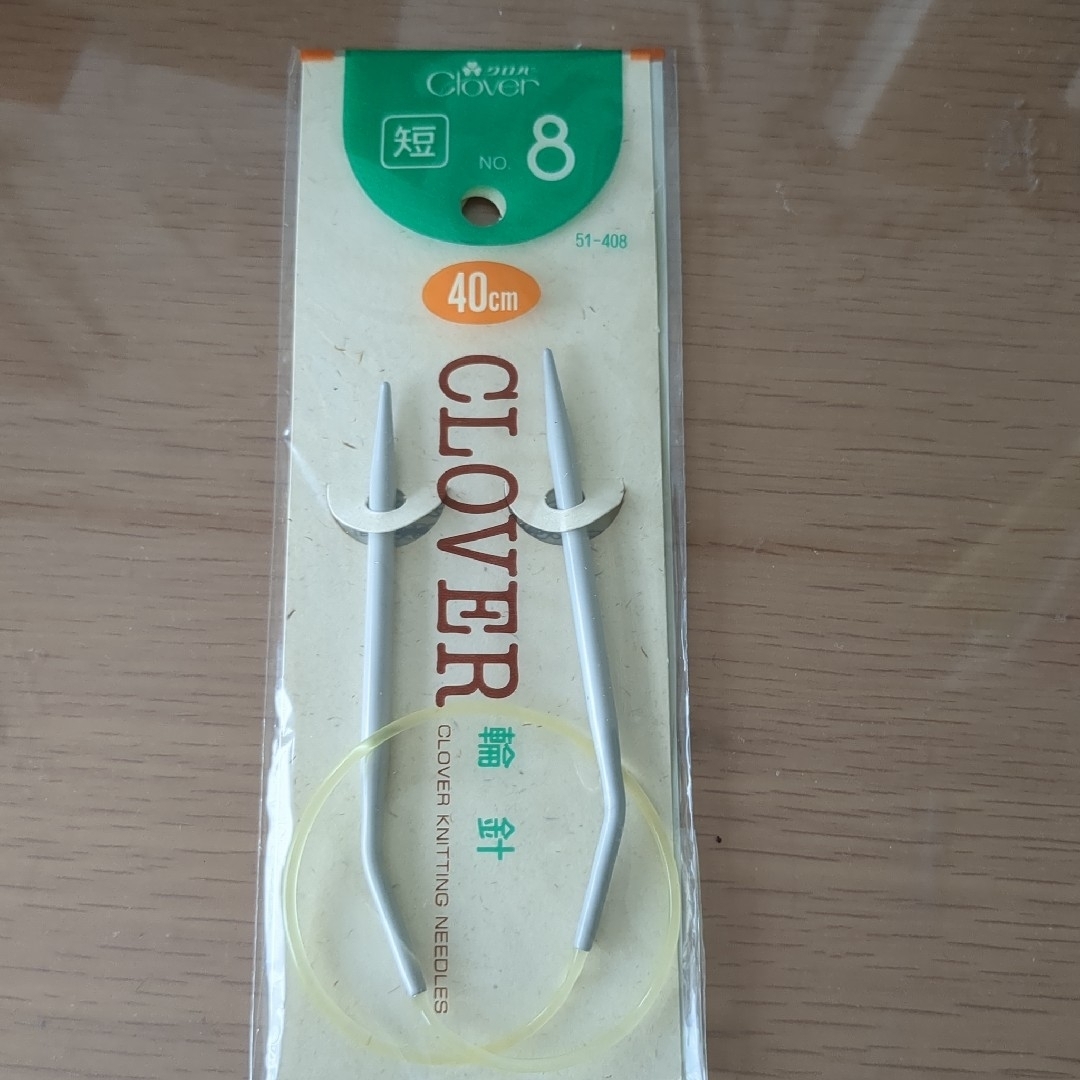 クロバー
Clover
短
NO. 8
51-408
40cm
CLOVER
輪針
CLOVER KNITTING NEEDLES